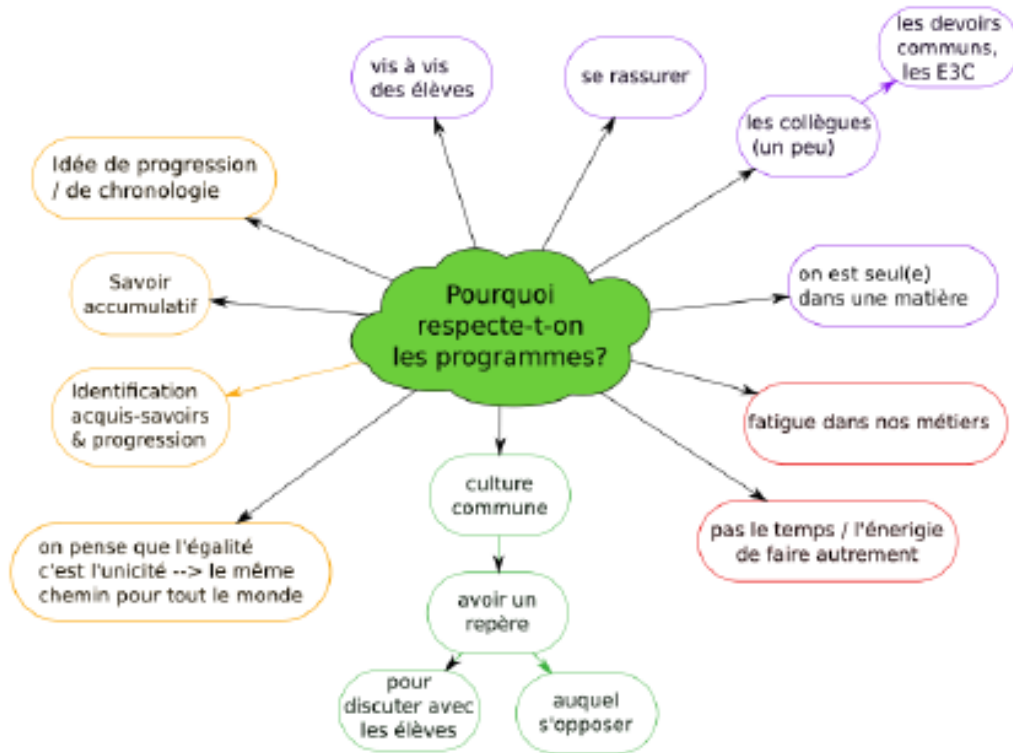 les devoirs
communs,
les E3C
vis à vis
des élèves
se rassurer
les collègues
(un peu)
Idée de progression
/ de chronologie
Savoir
accumulatif
Pourquoi
respecte-t-on
les programmes?
on est seul(e)
dans une matière
Identification
acquis-savoirs
& progression
fatigue dans nos métiers
culture
commune
pas le temps / l'énerigie
de faire autrement
on pense que l'égalité
c'est l'unicité --> le même
chemin pour tout le monde
avoir un
repère
pour
discuter avec
les élèves
auquel
s'opposer